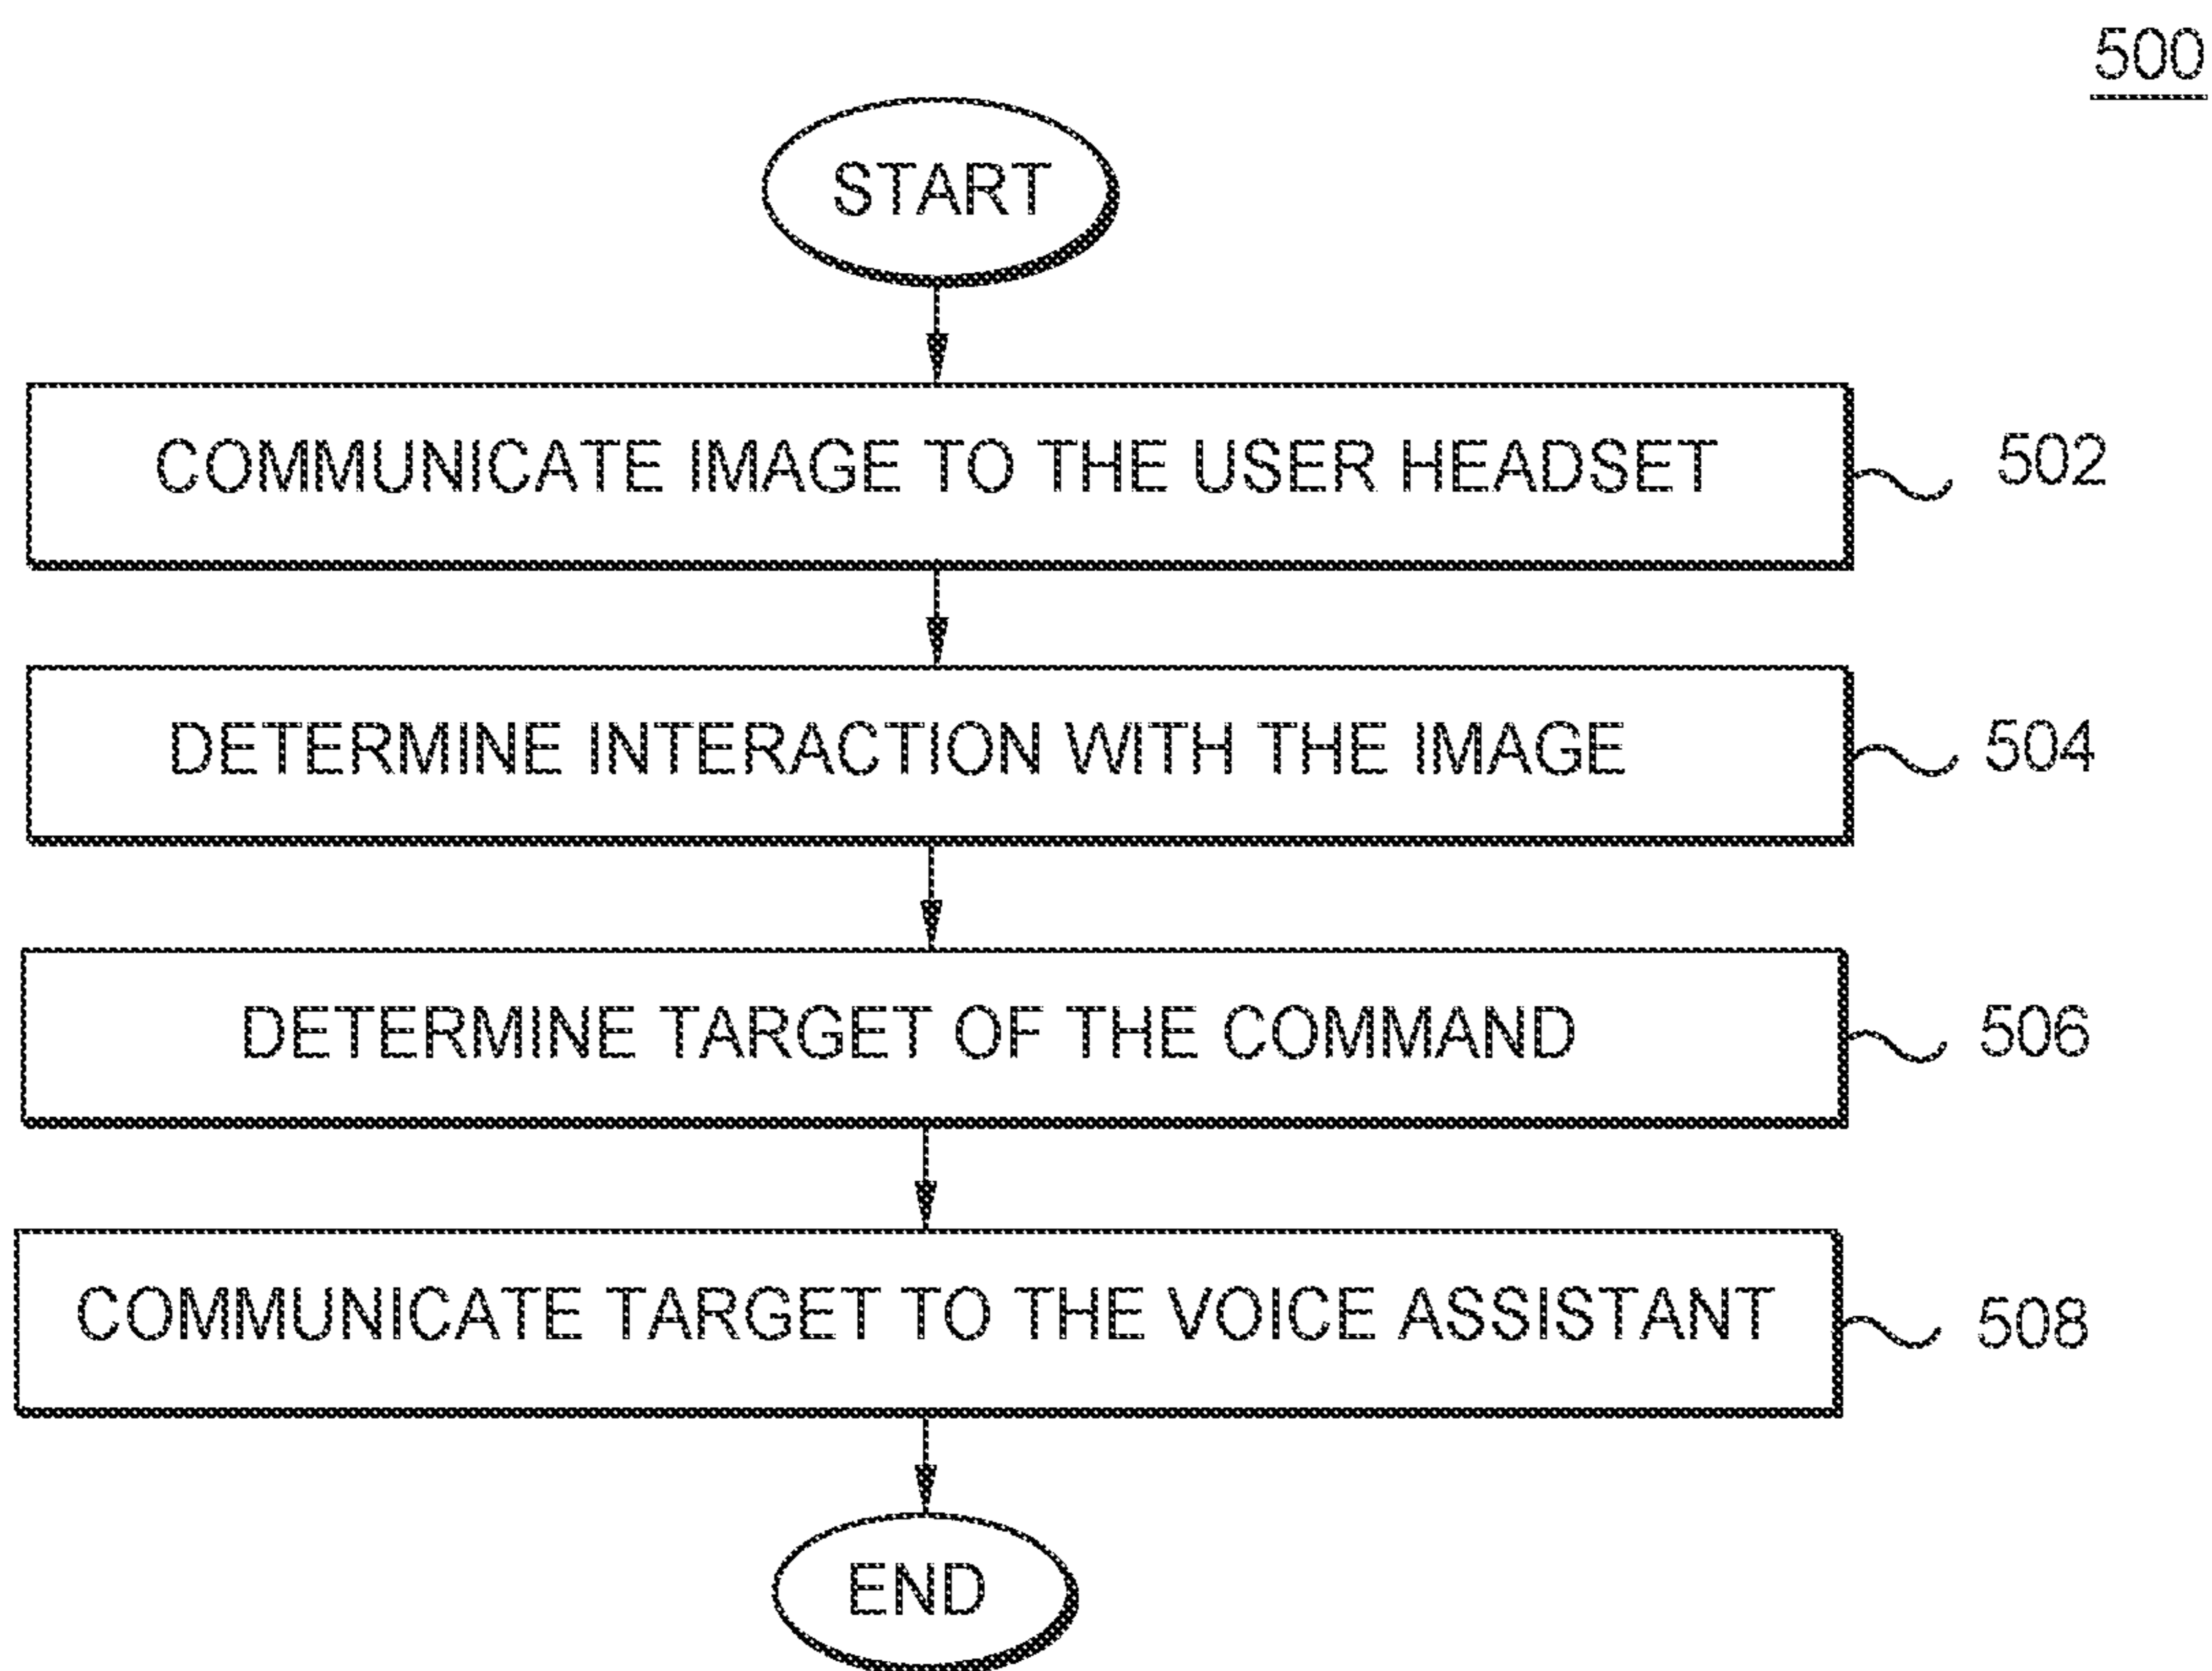 500
START
COMMUNICATE IMAGE TO THE USER HEADSET
502
DETERMINE INTERACTION WITH THE IMAGE
504
DETERMINE TARGET OF THE COMMAND
506
COMMUNICATE TARGET TO THE VOICE ASSISTANT
508
END